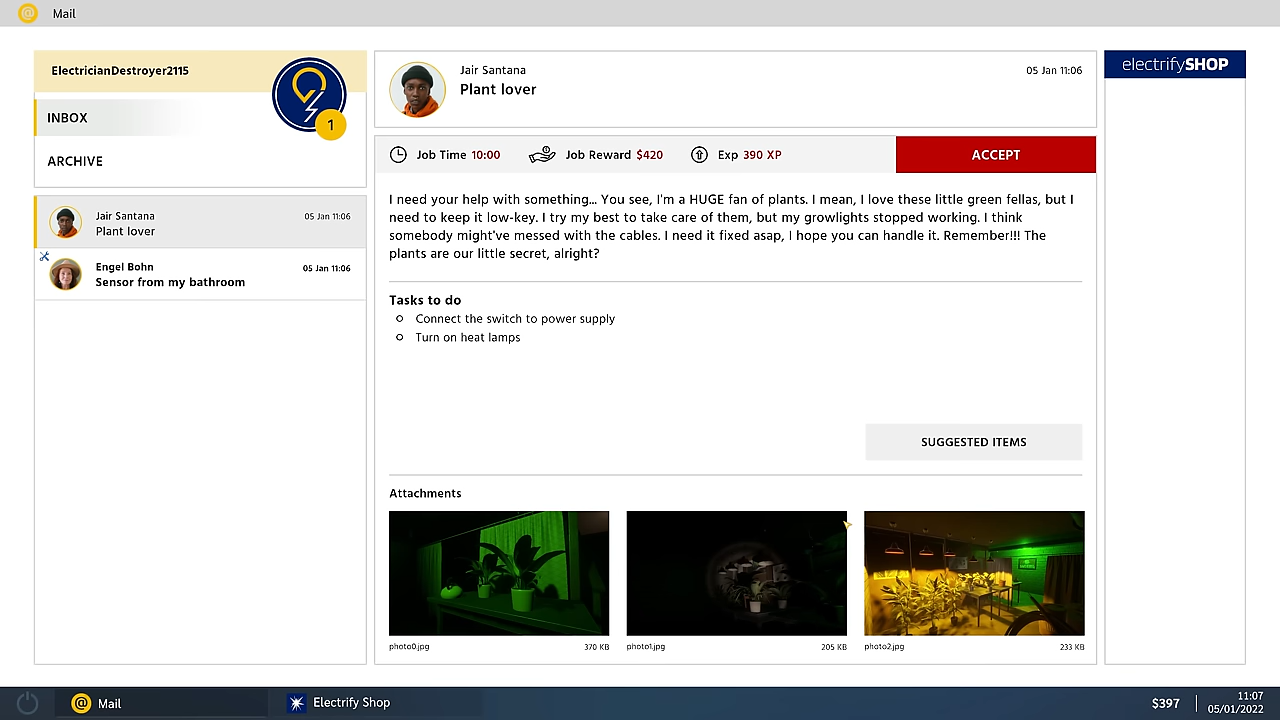 Mail
ElectricianDestroyer2115
INBOX
1
ARCHIVE
Jair Santana
05 Jan 11:06
Plant lover
Engel Bohn
05 Jan 11:06
Sensor from my bathroom
Jair Santana
05 Jan 11:06
Plant lover
Job Time 10:00
Job Reward $420
Exp 390 XP
ACCEPT
I need your help with something... You see, I'm a HUGE fan of plants. I mean, I love these little green fellas, but I
need to keep it low-key. I try my best to take care of them, but my growlights stopped working. I think
somebody might've messed with the cables. I need it fixed asap, I hope you can handle it. Remember!!! The
plants are our little secret, alright?
Tasks to do
Connect the switch to power supply
Turn on heat lamps
SUGGESTED ITEMS
Attachments
photo0.jpg
370 KB
photo1.jpg
205 KB
photo2.jpg
233 KB
electrifySHOP
Mail
Electrify Shop
$397
11:07
05/01/2022